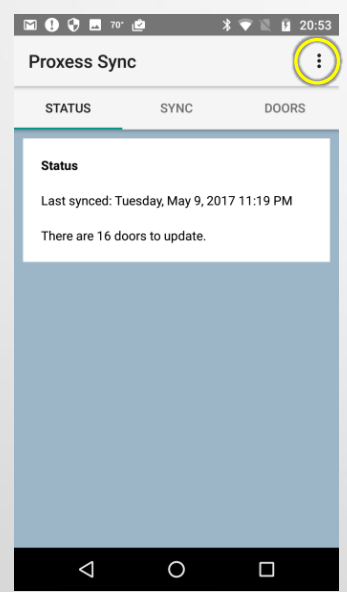 70° 20:53
Proxess Sync
STATUS SYNC DOORS
Status
Last synced: Tuesday, May 9, 2017 11:19 PM
There are 16 doors to update.